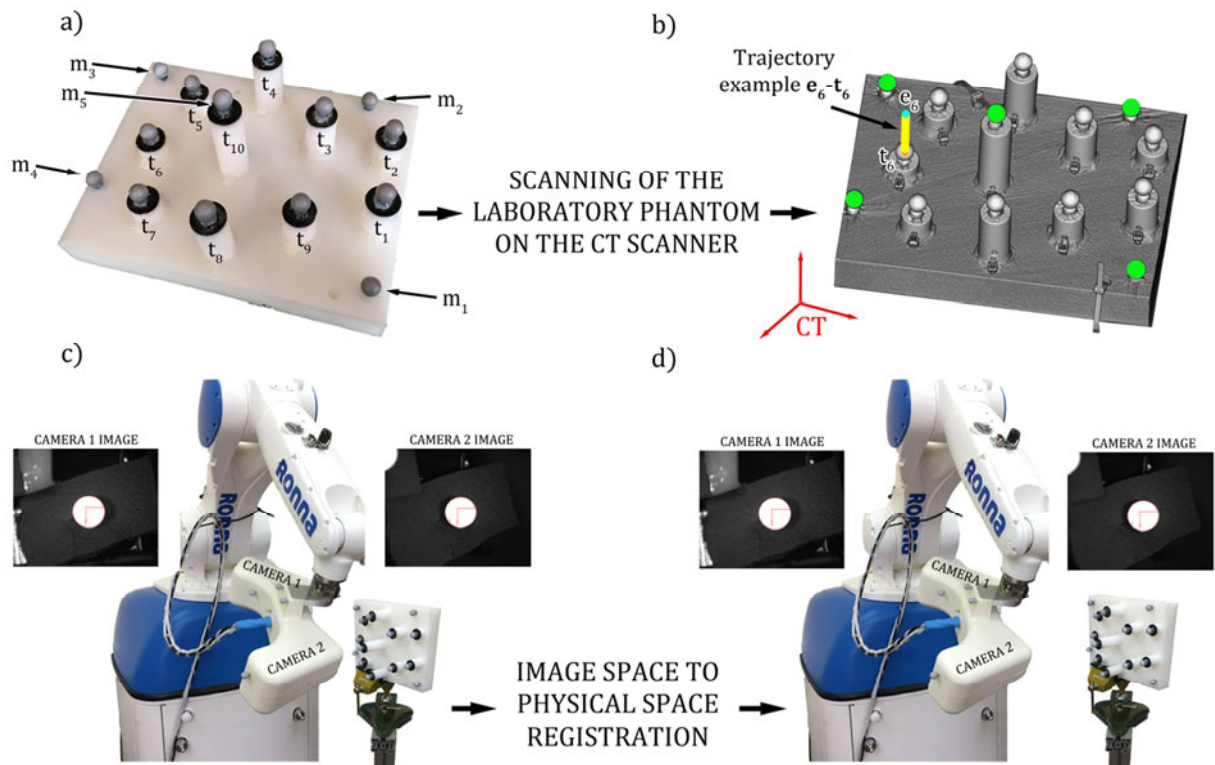 a)
m₃
m₅
m₄
m₂
m₁
t₄
t₅
t₁₀
t₃
t₆
t₂
t₇
t₈
t₉
t₁
SCANNING OF THE
LABORATORY PHANTOM
ON THE CT SCANNER
b)
Trajectory
example e₆-t₆
e₆
t₆
CT
c)
CAMERA 1 IMAGE
CAMERA 2 IMAGE
RONNA
RONNA
CAMERA 1
CAMERA 2
IMAGE SPACE TO
PHYSICAL SPACE
REGISTRATION
d)
CAMERA 1 IMAGE
CAMERA 2 IMAGE
RONNA
RONNA
CAMERA 1
CAMERA 2